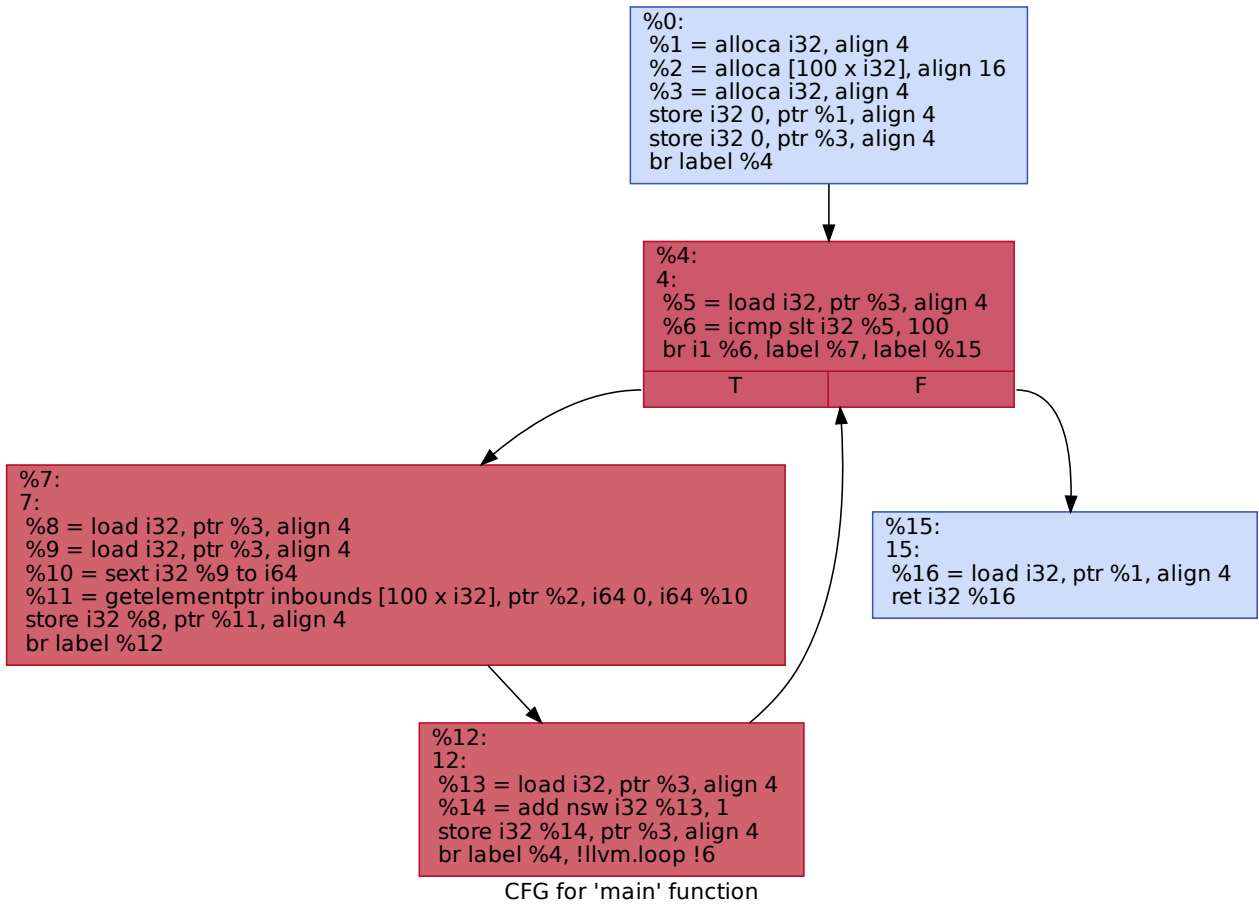 %0:
%1 = alloca i32, align 4
%2 = alloca [100 x i32], align 16
%3 = alloca i32, align 4
store i32 0, ptr %1, align 4
store i32 0, ptr %3, align 4
br label %4
%4:
4:
%5 = load i32, ptr %3, align 4
%6 = icmp slt i32 %5, 100
br i1 %6, label %7, label %15
T F
%7:
7:
%8 = load i32, ptr %3, align 4
%9 = load i32, ptr %3, align 4
%10 = sext i32 %9 to i64
%11 = getelementptr inbounds [100 x i32], ptr %2, i64 0, i64 %10
store i32 %8, ptr %11, align 4
br label %12
%15:
15:
%16 = load i32, ptr %1, align 4
ret i32 %16
%12:
12:
%13 = load i32, ptr %3, align 4
%14 = add nsw i32 %13, 1
store i32 %14, ptr %3, align 4
br label %4, !llvm.loop !6
CFG for 'main' function